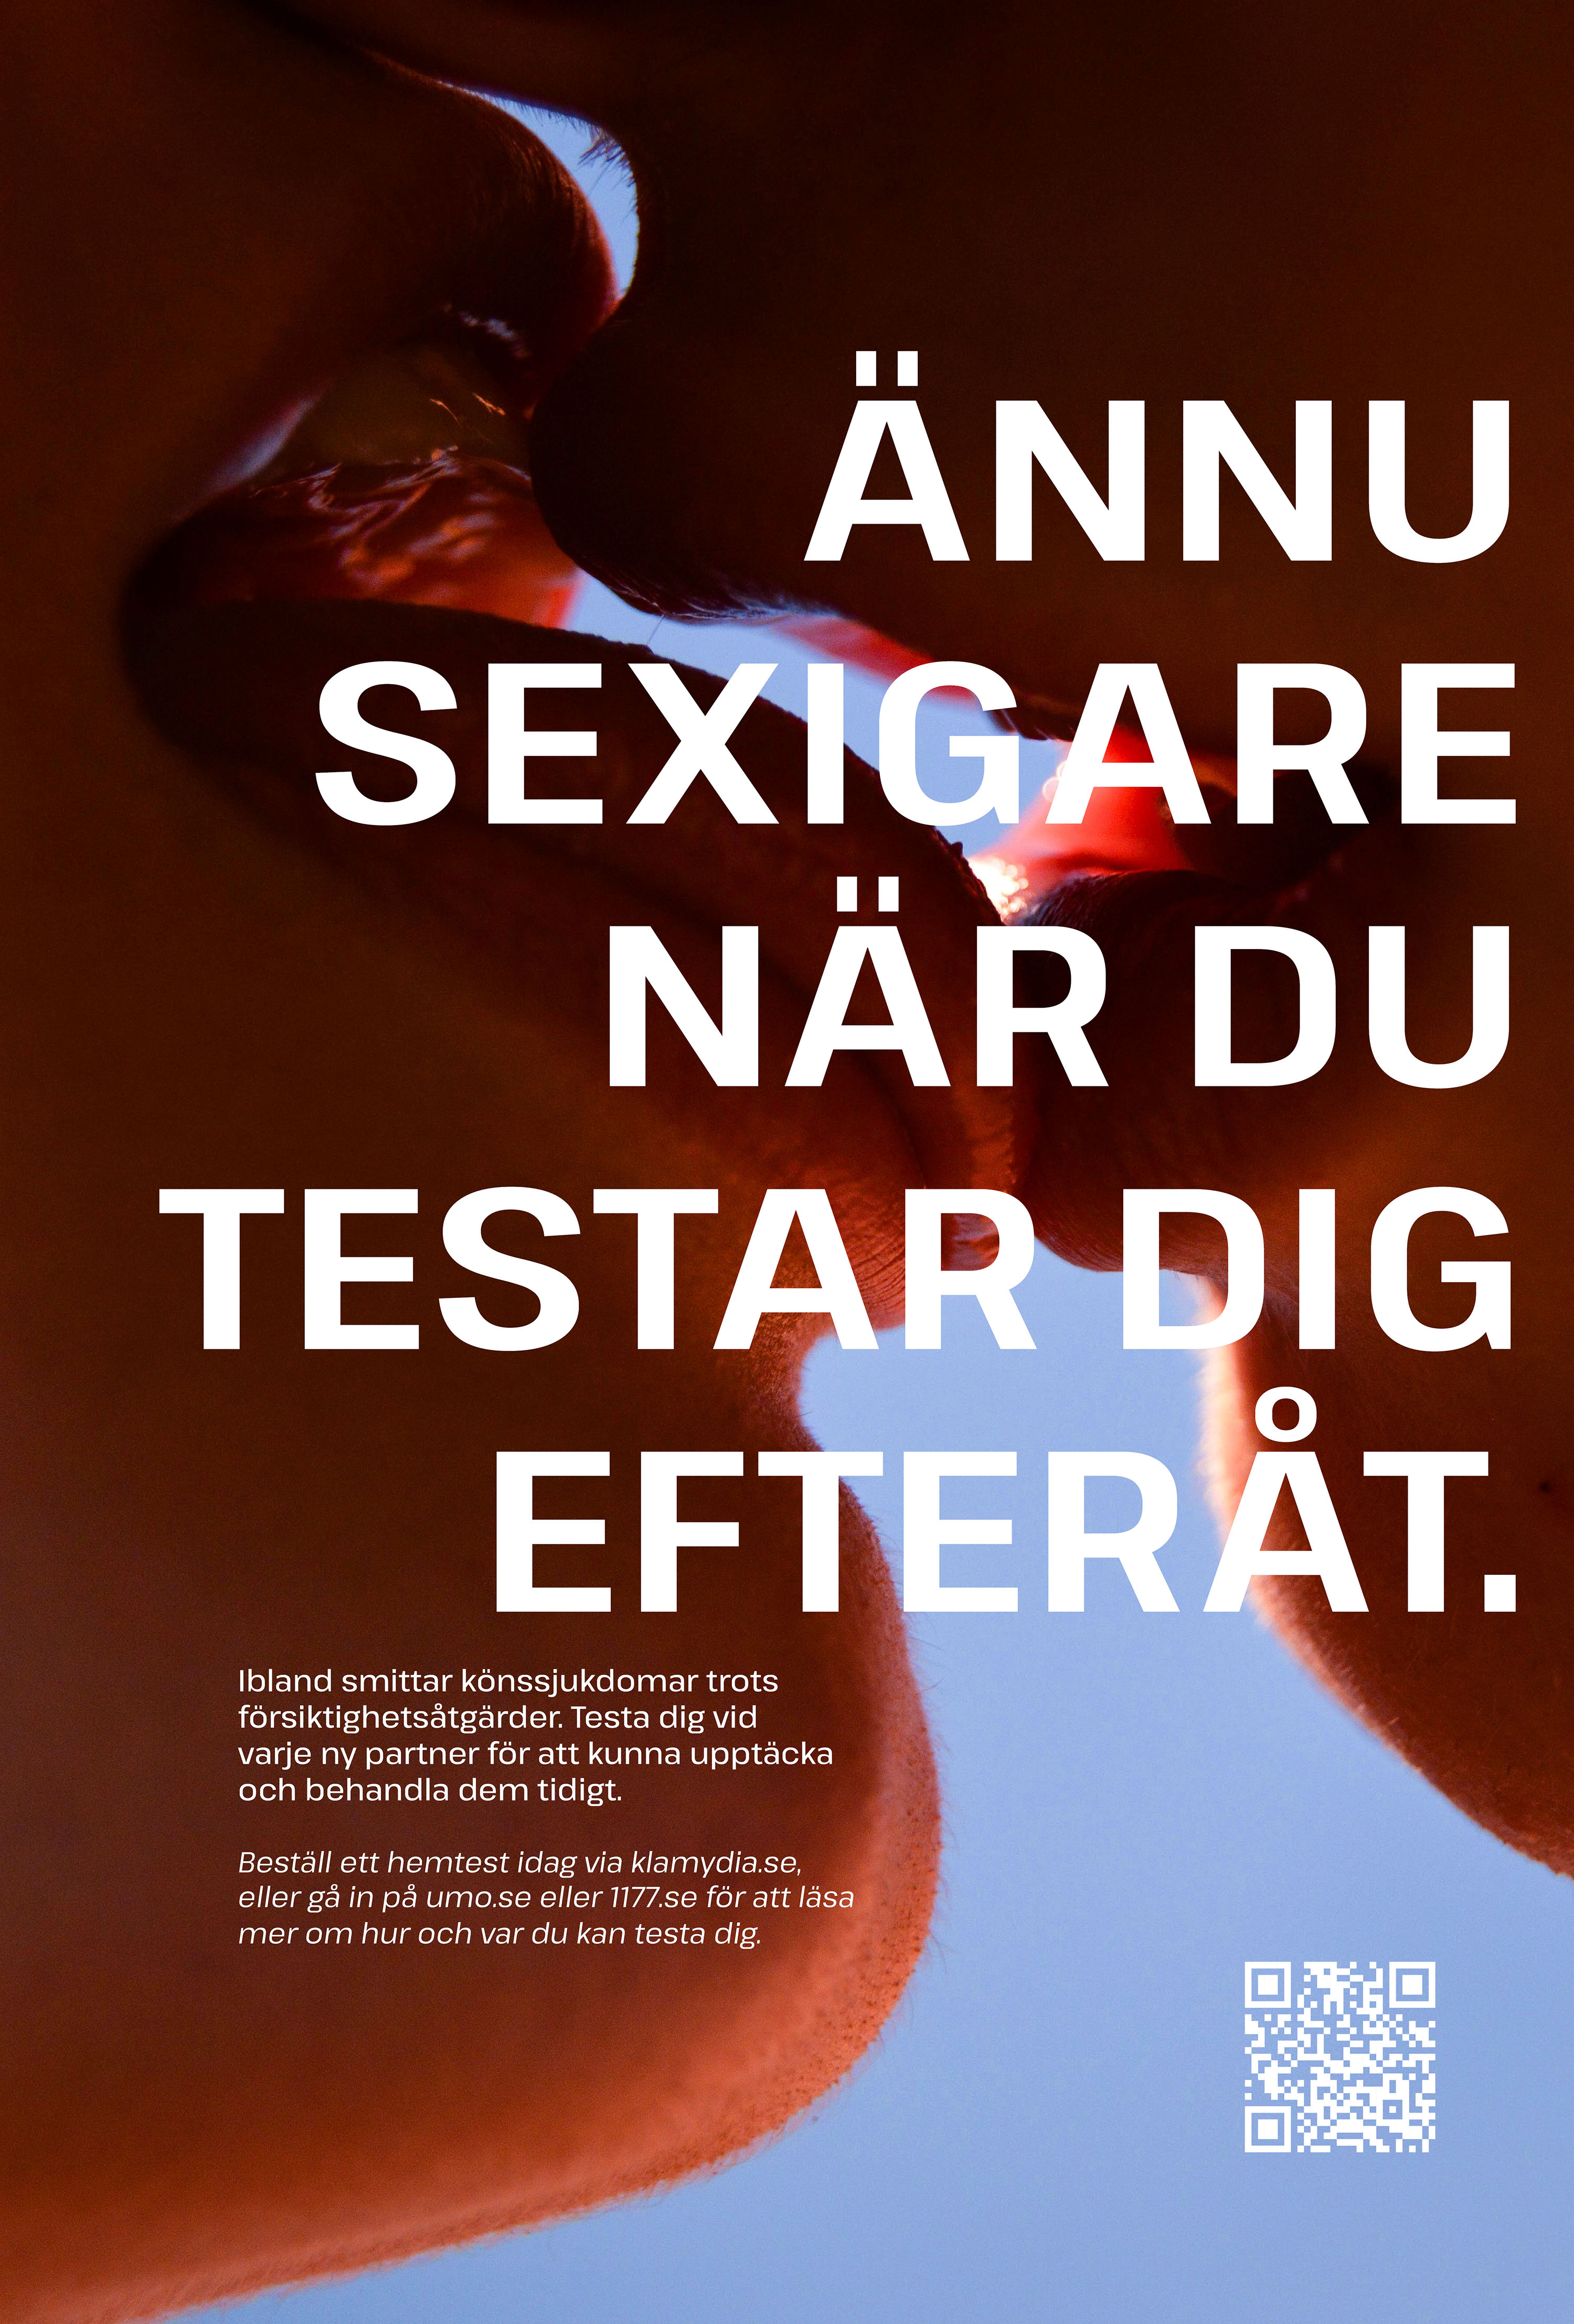 ÄNNU
SEXIGARE
NÄR DU
TESTAR DIG
EFTERÅT.
Ibland smittar könssjukdomar trots
försiktighetsåtgärder. Testa dig vid
varje ny partner för att kunna upptäcka
och behandla dem tidigt.
Beställ ett hemtest idag via klamydia.se,
eller gå in på umo.se eller 1177.se för att läsa
mer om hur och var du kan testa dig.